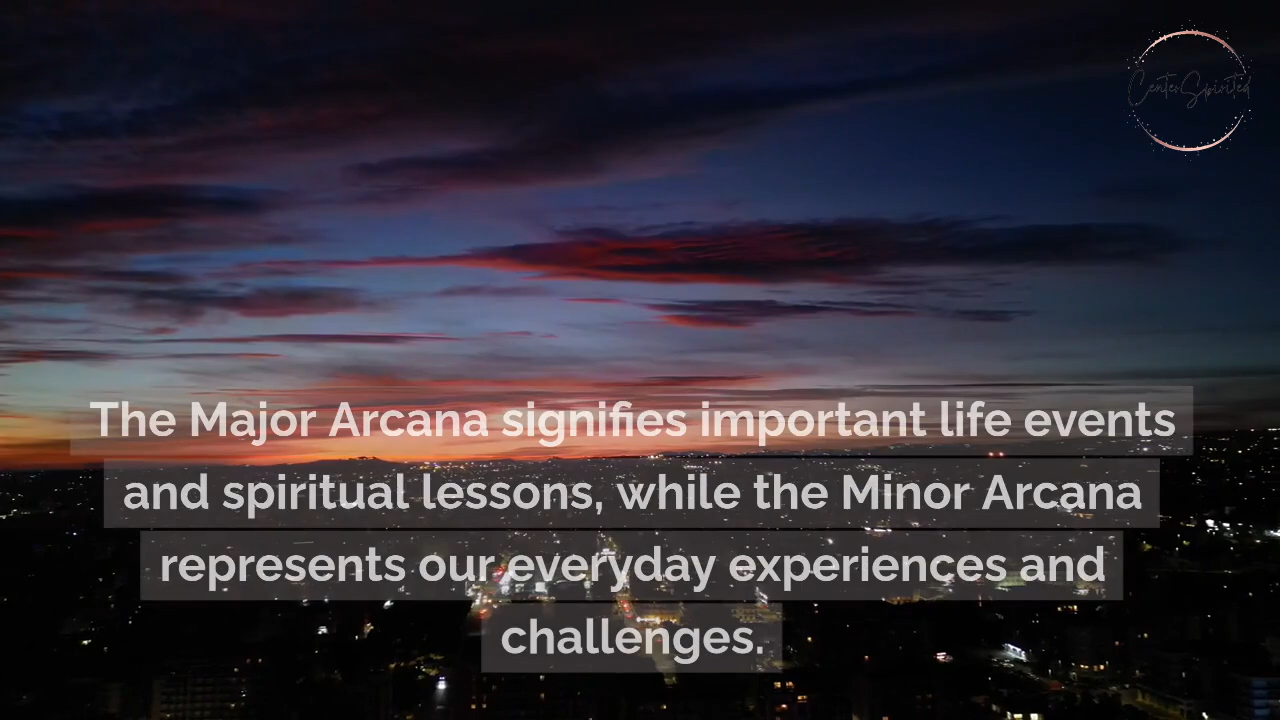 CenterSpirited
The Major Arcana signifies important life events
and spiritual lessons, while the Minor Arcana
represents our everyday experiences and
challenges.